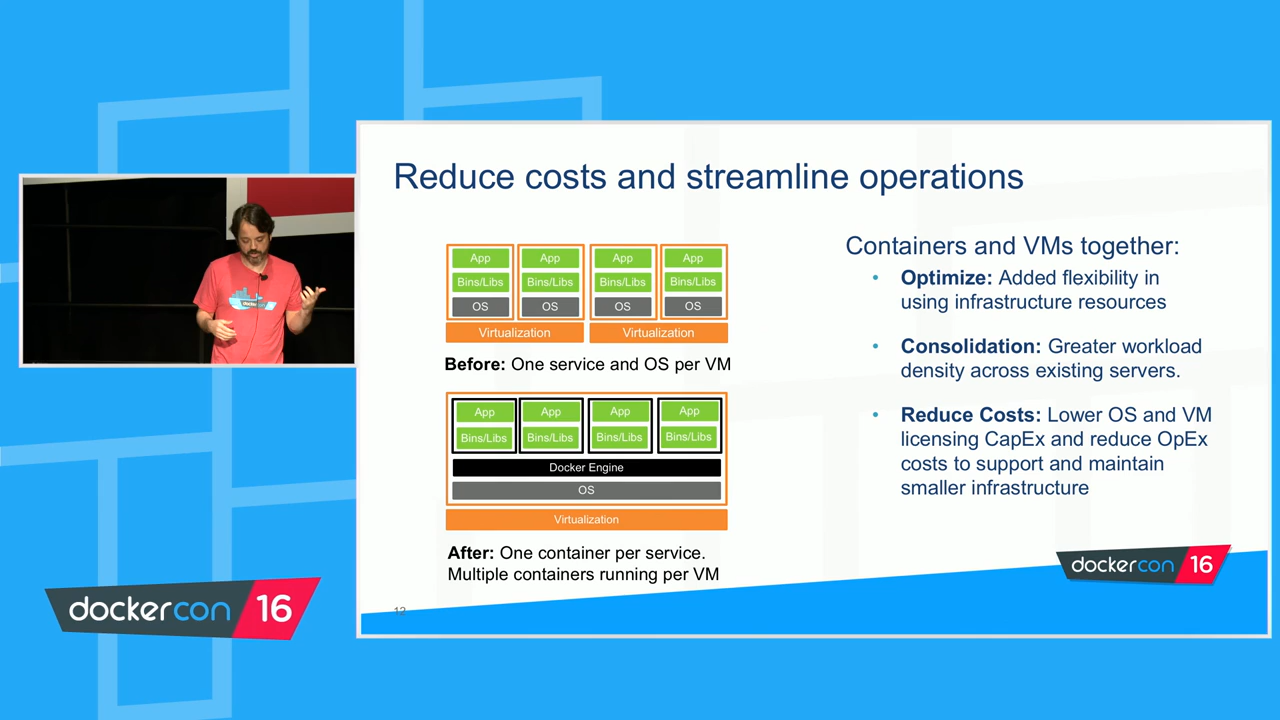 Reduce costs and streamline operations
App App App App
Bins/Libs Bins/Libs Bins/Libs Bins/Libs
OS OS OS OS
Virtualization Virtualization
Before: One service and OS per VM
App App App App
Bins/Libs Bins/Libs Bins/Libs Bins/Libs
Docker Engine
OS
Virtualization
After: One container per service.
Multiple containers running per VM
Containers and VMs together:
• Optimize: Added flexibility in
using infrastructure resources
• Consolidation: Greater workload
density across existing servers.
• Reduce Costs: Lower OS and VM
licensing CapEx and reduce OpEx
costs to support and maintain
smaller infrastructure
dockercon 16
12
dockercon 16
docker